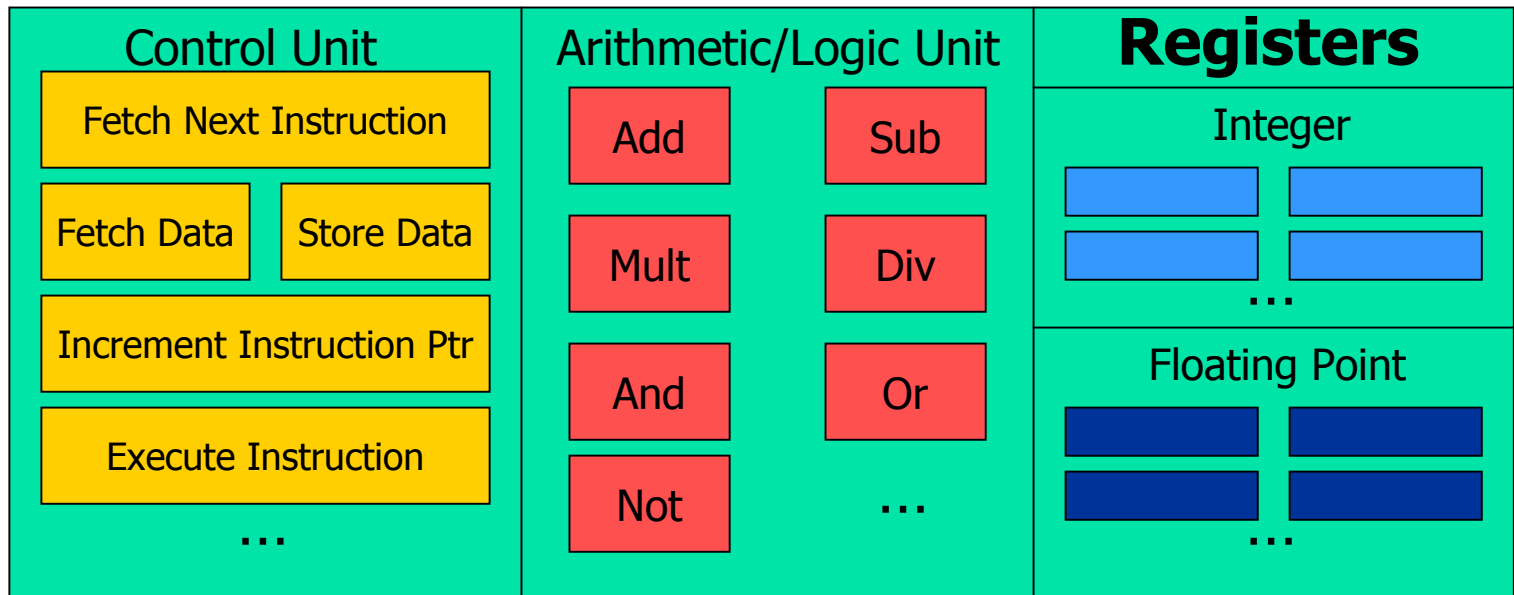 Control Unit
Fetch Next Instruction
Fetch Data
Store Data
Increment Instruction Ptr
Execute Instruction
...
Arithmetic/Logic Unit
Add
Sub
Mult
Div
And
Or
Not
...
Registers
Integer
...
Floating Point
...